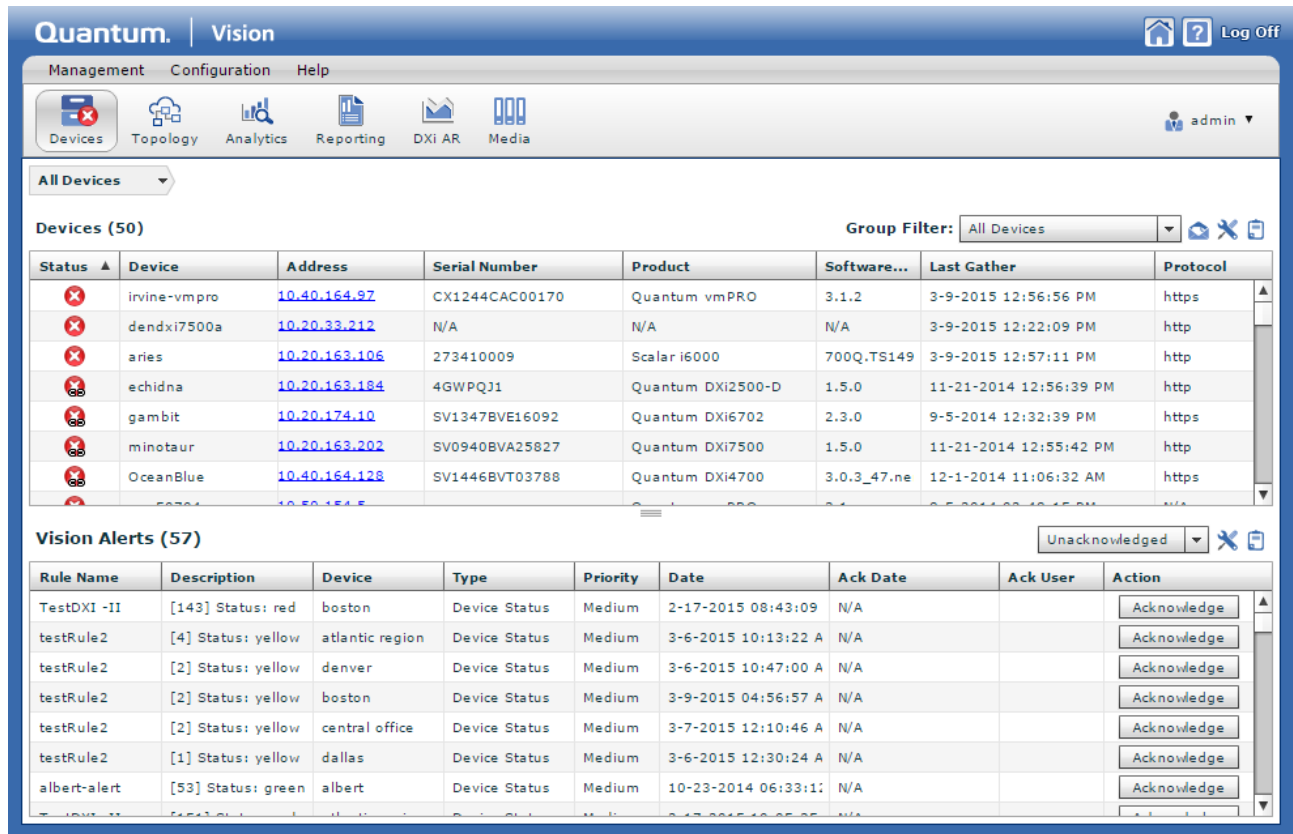 Quantum. | Vision
Log Off
Management Configuration Help
Devices Topology Analytics Reporting DXi AR Media
admin
All Devices
Devices (50) Group Filter: All Devices
Status Device Address Serial Number Product Software... Last Gather Protocol
irvine-vmpro 10.40.164.97 CX1244CAC00170 Quantum vmPRO 3.1.2 3-9-2015 12:56:56 PM https
dendxi7500a 10.20.33.212 N/A N/A N/A 3-9-2015 12:22:09 PM http
aries 10.20.163.106 273410009 Scalar i6000 700Q.TS149 3-9-2015 12:57:11 PM http
echidna 10.20.163.184 4GWPQJ1 Quantum DXi2500-D 1.5.0 11-21-2014 12:56:39 PM http
gambit 10.20.174.10 SV1347BVE16092 Quantum DXi6702 2.3.0 9-5-2014 12:32:39 PM https
minotaur 10.20.163.202 SV0940BVA25827 Quantum DXi7500 1.5.0 11-21-2014 12:55:42 PM http
OceanBlue 10.40.164.128 SV1446BVT03788 Quantum DXi4700 3.0.3_47.ne 12-1-2014 11:06:32 AM https
Vision Alerts (57) Unacknowledged
Rule Name Description Device Type Priority Date Ack Date Ack User Action
TestDXI -II [143] Status: red boston Device Status Medium 2-17-2015 08:43:09 N/A Acknowledge
testRule2 [4] Status: yellow atlantic region Device Status Medium 3-6-2015 10:13:22 A N/A Acknowledge
testRule2 [2] Status: yellow denver Device Status Medium 3-6-2015 10:47:00 A N/A Acknowledge
testRule2 [2] Status: yellow boston Device Status Medium 3-9-2015 04:56:57 A N/A Acknowledge
testRule2 [2] Status: yellow central office Device Status Medium 3-7-2015 12:10:46 A N/A Acknowledge
testRule2 [1] Status: yellow dallas Device Status Medium 3-6-2015 12:30:24 A N/A Acknowledge
albert-alert [53] Status: green albert Device Status Medium 10-23-2014 06:33:12 N/A Acknowledge